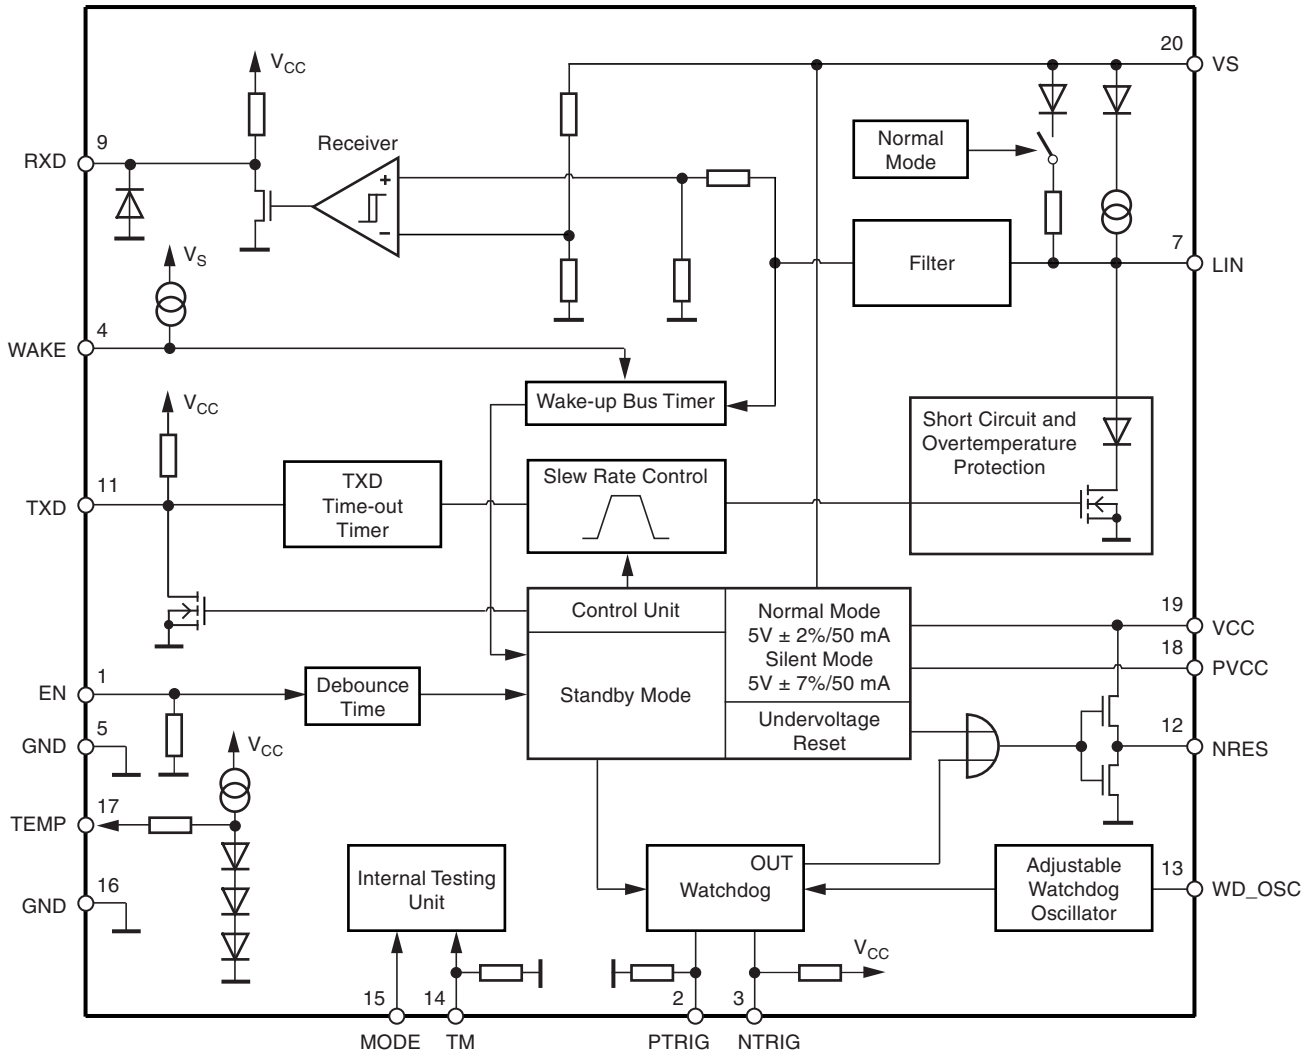 20
VS
VCC
9
RXD
Receiver
+
−
Normal
Mode
Filter
7
LIN
VS
4
WAKE
Wake-up Bus Timer
VCC
11
TXD
TXD
Time-out
Timer
Slew Rate Control
Short Circuit and
Overtemperature
Protection
Control Unit
Normal Mode
5V ± 2%/50 mA
Silent Mode
5V ± 7%/50 mA
19
VCC
18
PVCC
1
EN
Debounce
Time
Standby Mode
Undervoltage
Reset
12
NRES
5
GND
VCC
17
TEMP
16
GND
Internal Testing
Unit
OUT
Watchdog
Adjustable
Watchdog
Oscillator
13
WD_OSC
VCC
15
14
2
3
MODE
TM
PTRIG
NTRIG